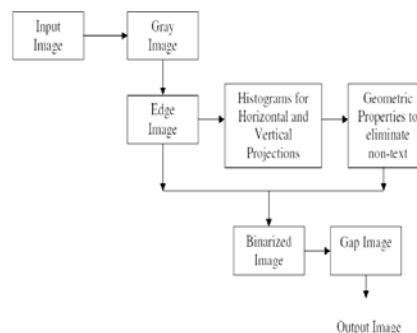 Input
Image
Gray
Image
Edge
Image
Histograms for
Horizontal and
Vertical
Projections
Geometric
Properties to
eliminate
non-text
Binarized
Image
Gap Image
Output Image